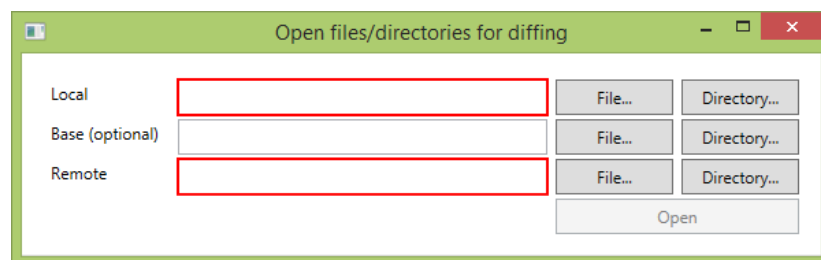 Open files/directories for diffing
Local File... Directory...
Base (optional) File... Directory...
Remote File... Directory...
Open